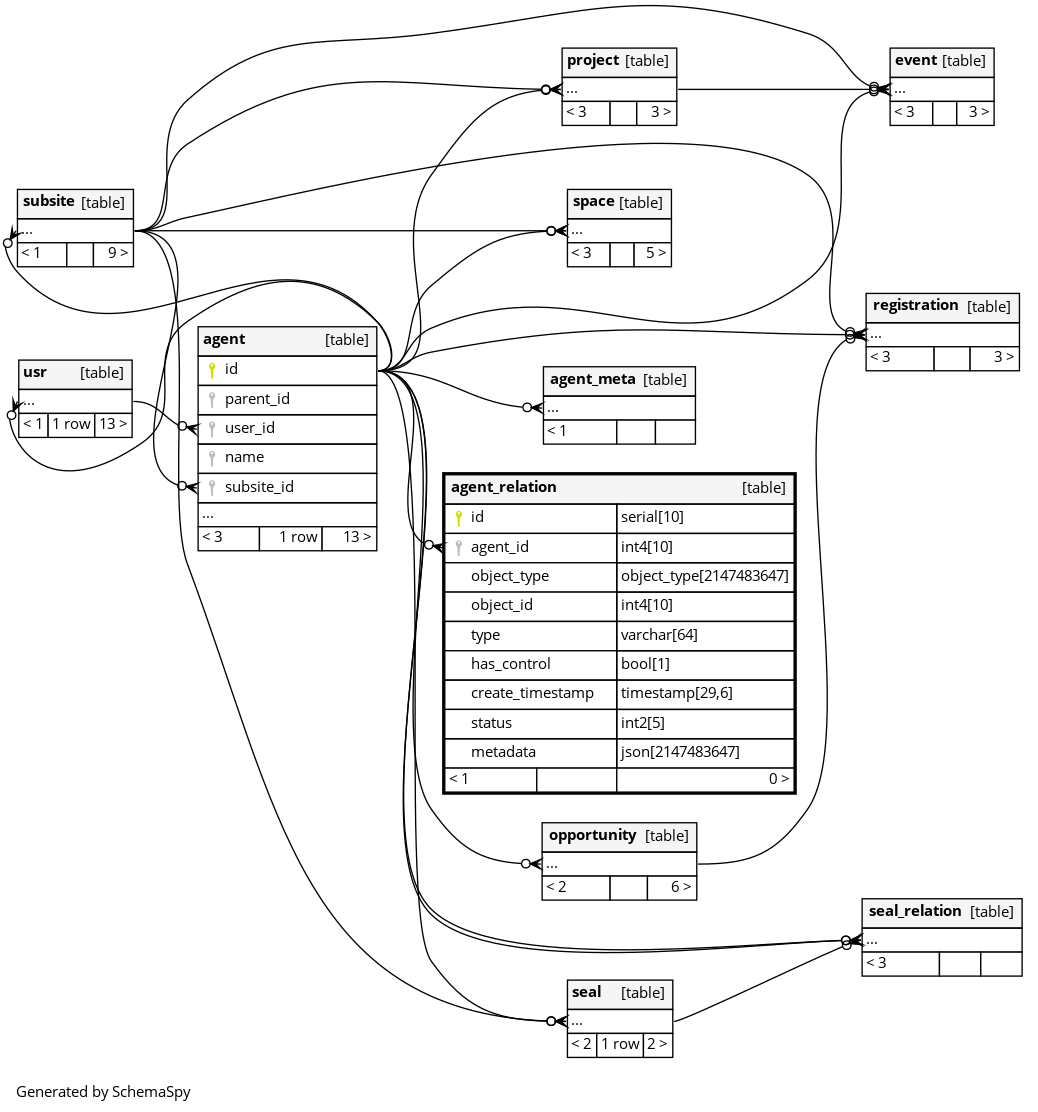 project [table]
...
< 3 3 >
event [table]
...
< 3 3 >
subsite [table]
...
< 1 9 >
space [table]
...
< 3 5 >
registration [table]
...
< 3 3 >
usr [table]
...
< 1 1 row 13 >
agent [table]
id
parent_id
user_id
name
subsite_id
...
< 3 1 row 13 >
agent_meta [table]
...
< 1
agent_relation [table]
id serial[10]
agent_id int4[10]
object_type object_type[2147483647]
object_id int4[10]
type varchar[64]
has_control bool[1]
create_timestamp timestamp[29,6]
status int2[5]
metadata json[2147483647]
< 1 0 >
opportunity [table]
...
< 2 6 >
seal_relation [table]
...
< 3
seal [table]
...
< 2 1 row 2 >
Generated by SchemaSpy